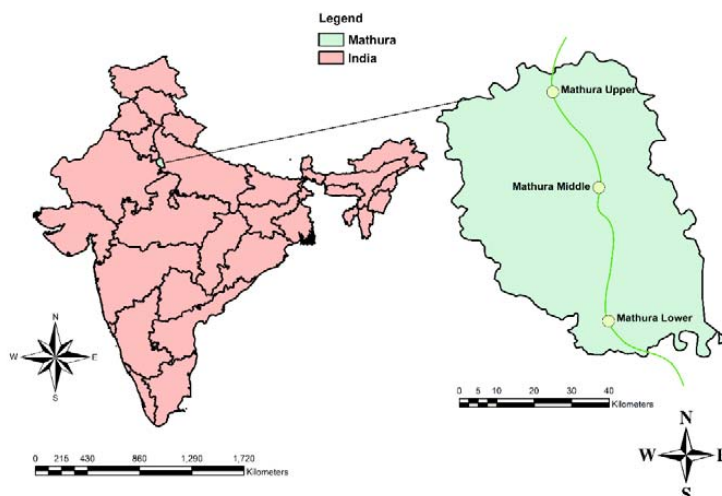 Legend
Mathura
India
Mathura Upper
Mathura Middle
Mathura Lower
N
W E
S
0 5 10 20 30 40
Kilometers
0 215 430 860 1,290 1,720
Kilometers
N
W E
S